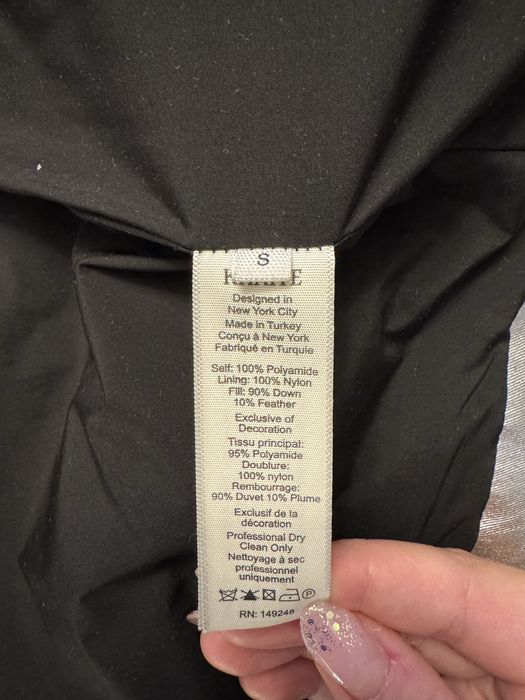 S
Designed in
New York City
Made in Turkey
Conçu à New York
Fabriqué en Turquie
Self: 100% Polyamide
Lining: 100% Nylon
Fill: 90% Down
10% Feather
Exclusive of
Decoration
Tissu principal:
95% Polyamide
Doublure:
100% nylon
Rembourrage:
90% Duvet 10% Plume
Exclusif de la
décoration
Professional Dry
Clean Only
Nettoyage à sec
professionnel
uniquement
P
RN: 149248